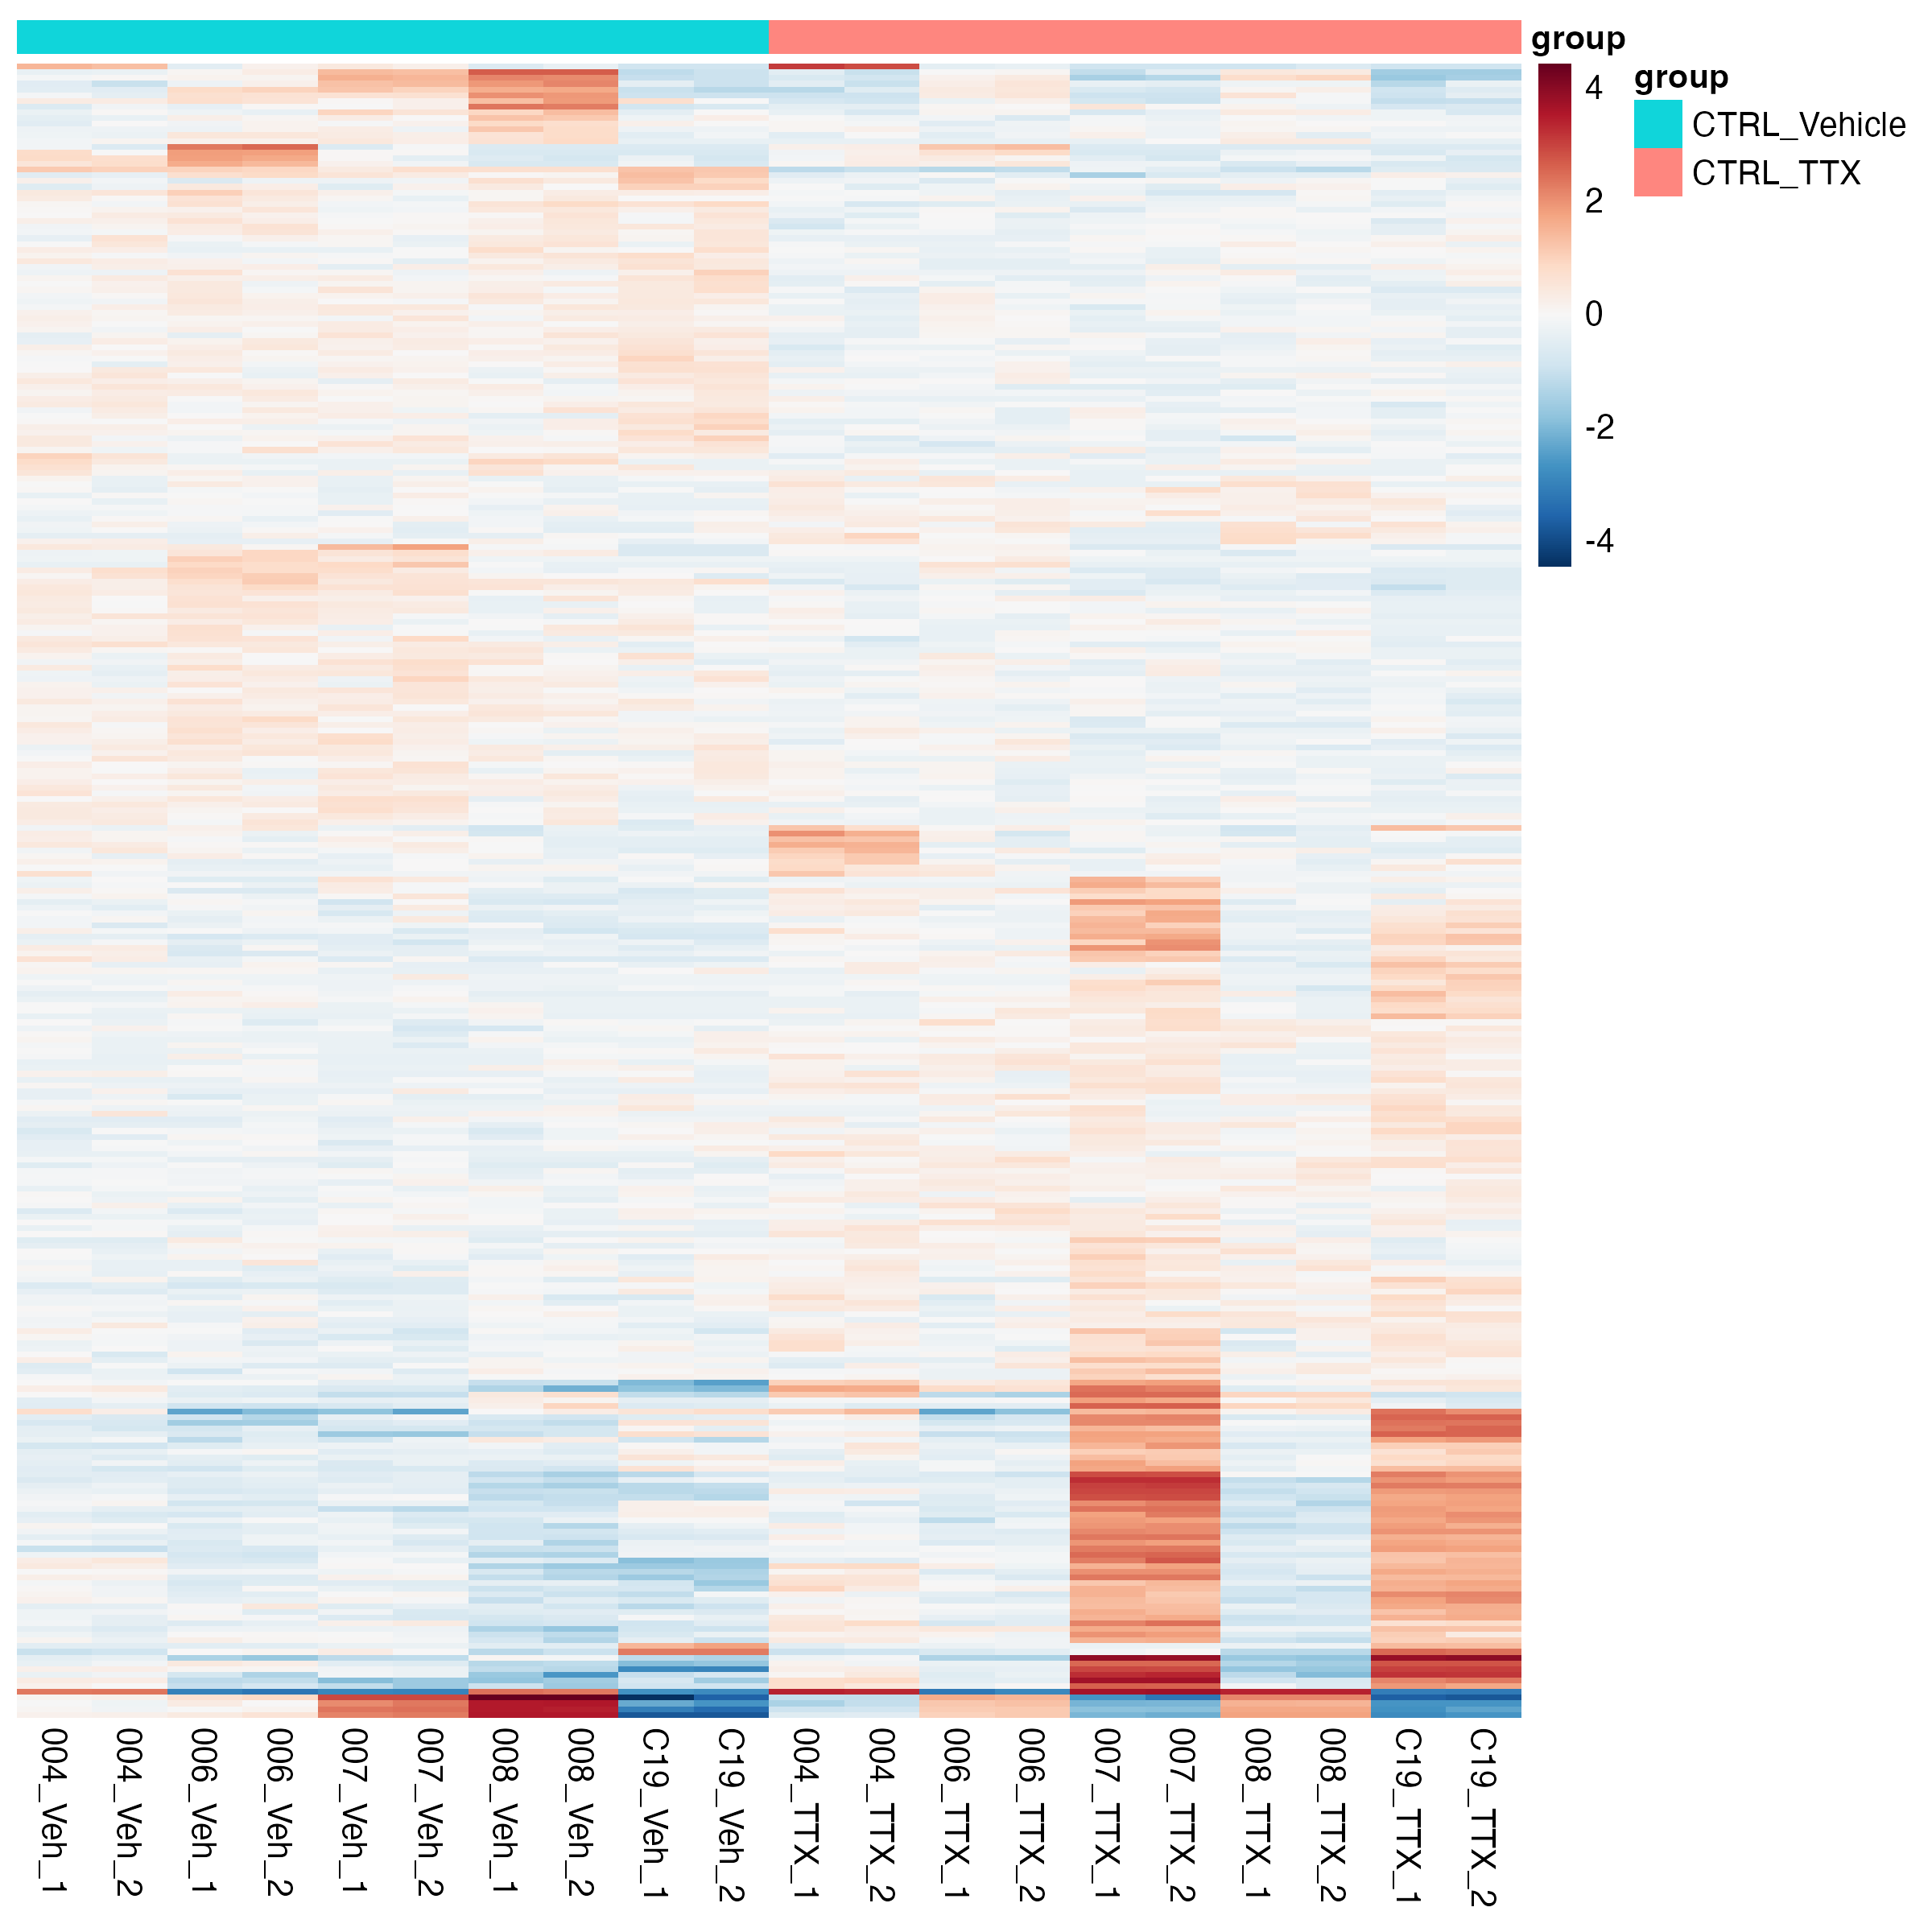 group
4
2
0
-2
-4
group
CTRL_Vehicle
CTRL_TTX
004_Veh_1
004_Veh_2
006_Veh_1
006_Veh_2
007_Veh_1
007_Veh_2
008_Veh_1
008_Veh_2
C19_Veh_1
C19_Veh_2
004_TTX_1
004_TTX_2
006_TTX_1
006_TTX_2
007_TTX_1
007_TTX_2
008_TTX_1
008_TTX_2
C19_TTX_1
C19_TTX_2